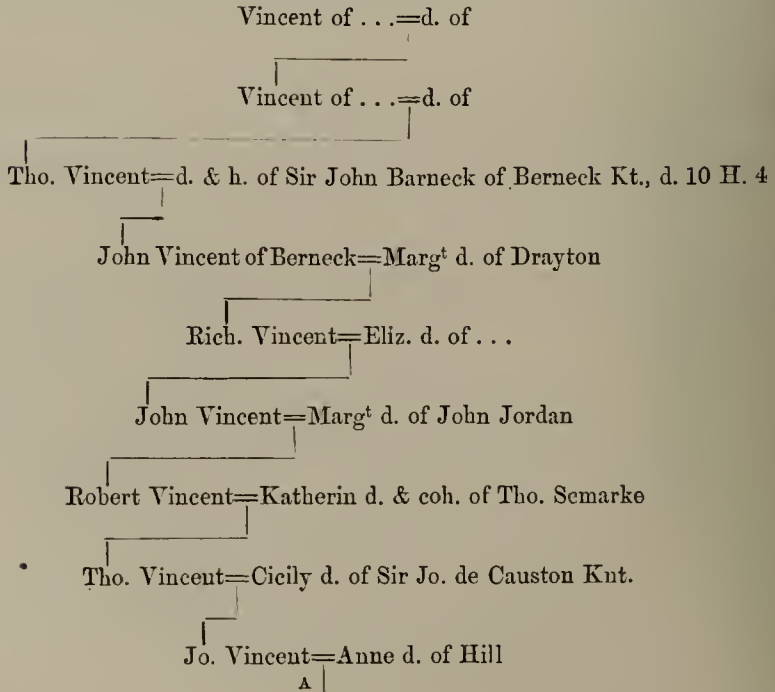 Vincent of . . .=d. of
Vincent of . . .=d. of
Tho. Vincent=d. & h. of Sir John Barneck of Berneck Kt., d. 10 H. 4
John Vincent of Berneck=Margᵗ d. of Drayton
Rich. Vincent=Eliz. d. of . . .
John Vincent=Margᵗ d. of John Jordan
Robert Vincent=Katherin d. & coh. of Tho. Semarke
Tho. Vincent=Cicily d. of Sir Jo. de Causton Knt.
Jo. Vincent=Anne d. of Hill
A